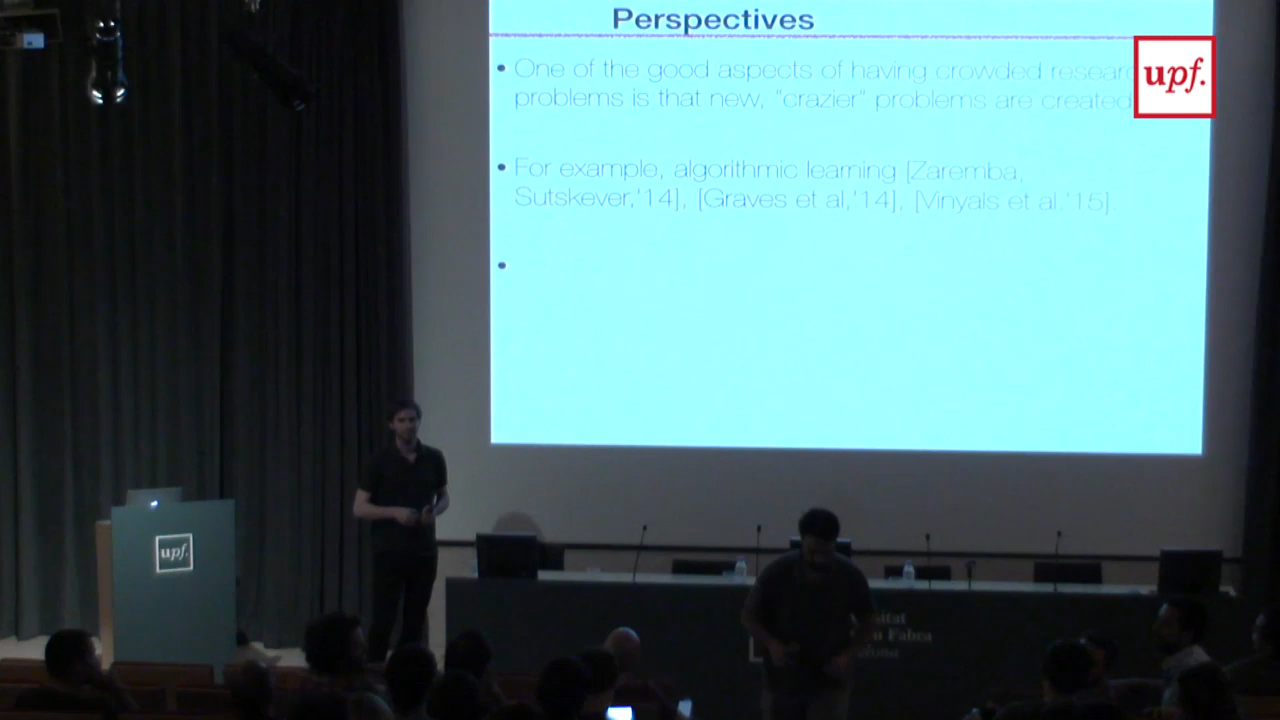 Perspectives
• One of the good aspects of having crowded
problems is that new, "crazier" problems are created
upf.
• For example, algorithmic learning [Zaremba,
Sutskever,'14], [Graves et al,'14], [Vinyals et al,'15].
•
upf.
Fabra